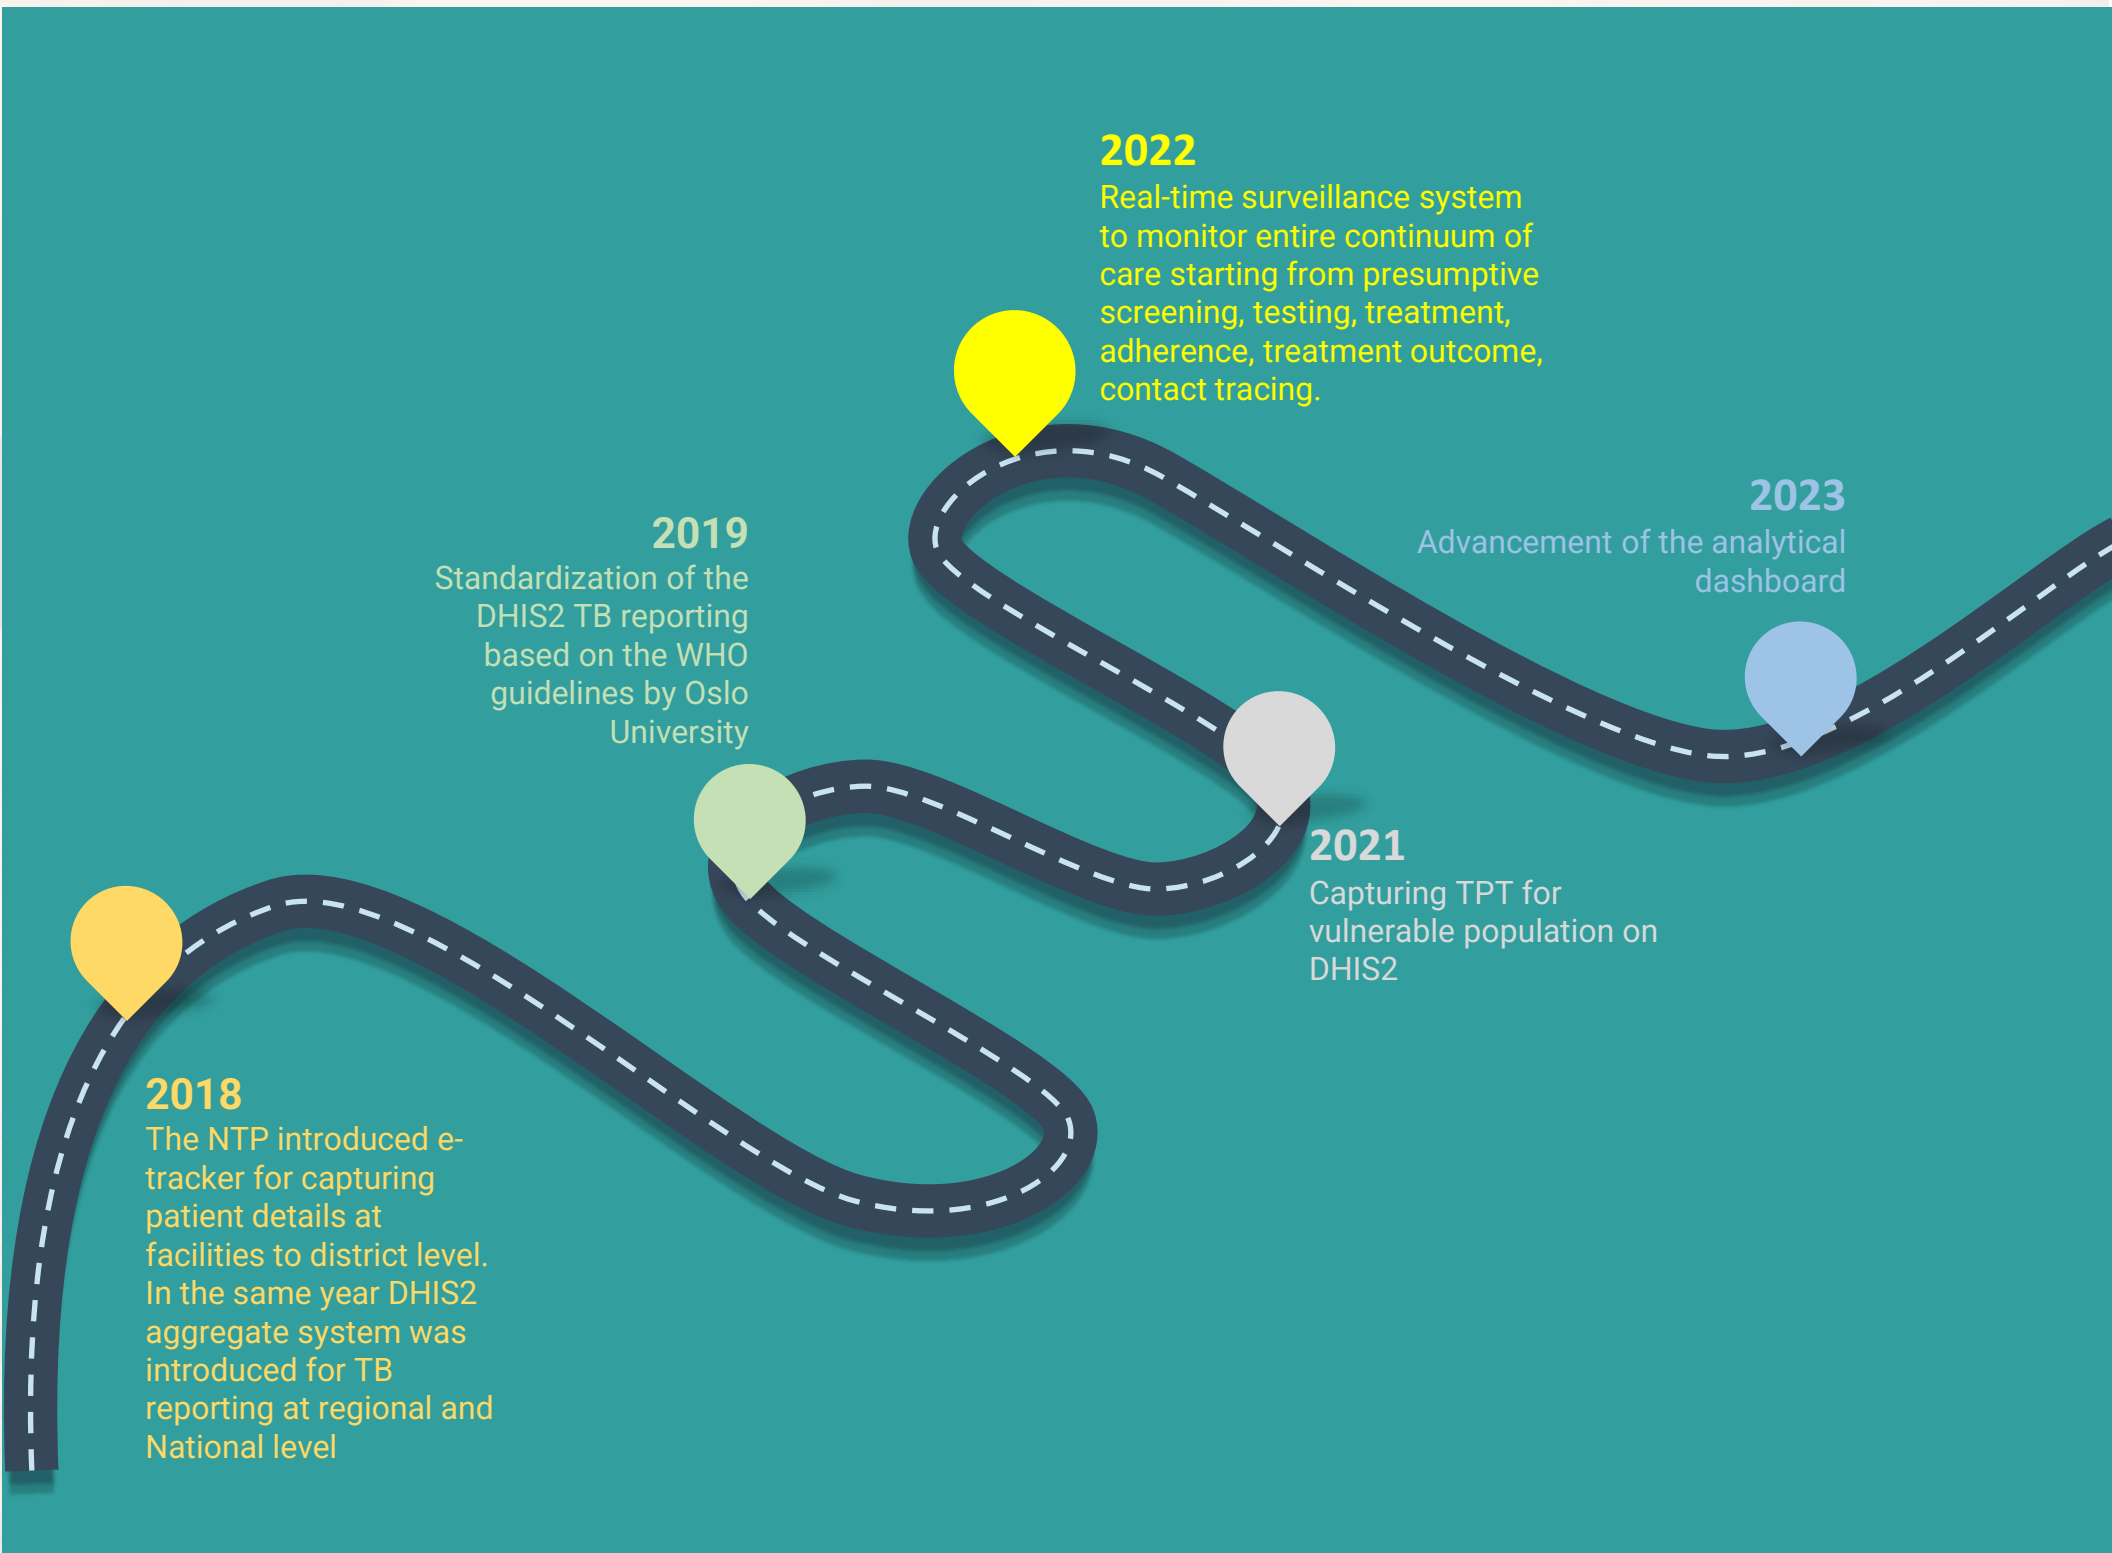 2022
Real-time surveillance system
to monitor entire continuum of
care starting from presumptive
screening, testing, treatment,
adherence, treatment outcome,
contact tracing.
2023
Advancement of the analytical
dashboard
2019
Standardization of the
DHIS2 TB reporting
based on the WHO
guidelines by Oslo
University
2021
Capturing TPT for
vulnerable population on
DHIS2
2018
The NTP introduced e-
tracker for capturing
patient details at
facilities to district level.
In the same year DHIS2
aggregate system was
introduced for TB
reporting at regional and
National level